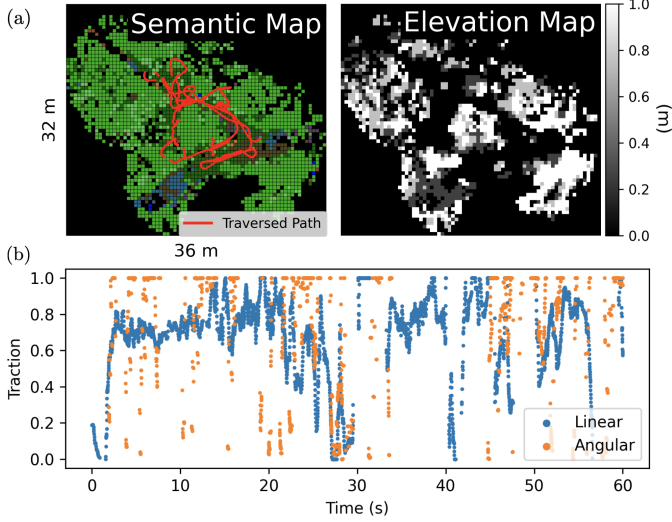 (a)
Semantic Map
Elevation Map
32 m
36 m
Traversed Path
1.0
0.8
0.6
0.4
0.2
0.0
(m)
(b)
Traction
1.0
0.8
0.6
0.4
0.2
0.0
Linear
Angular
0 10 20 30 40 50 60
Time (s)